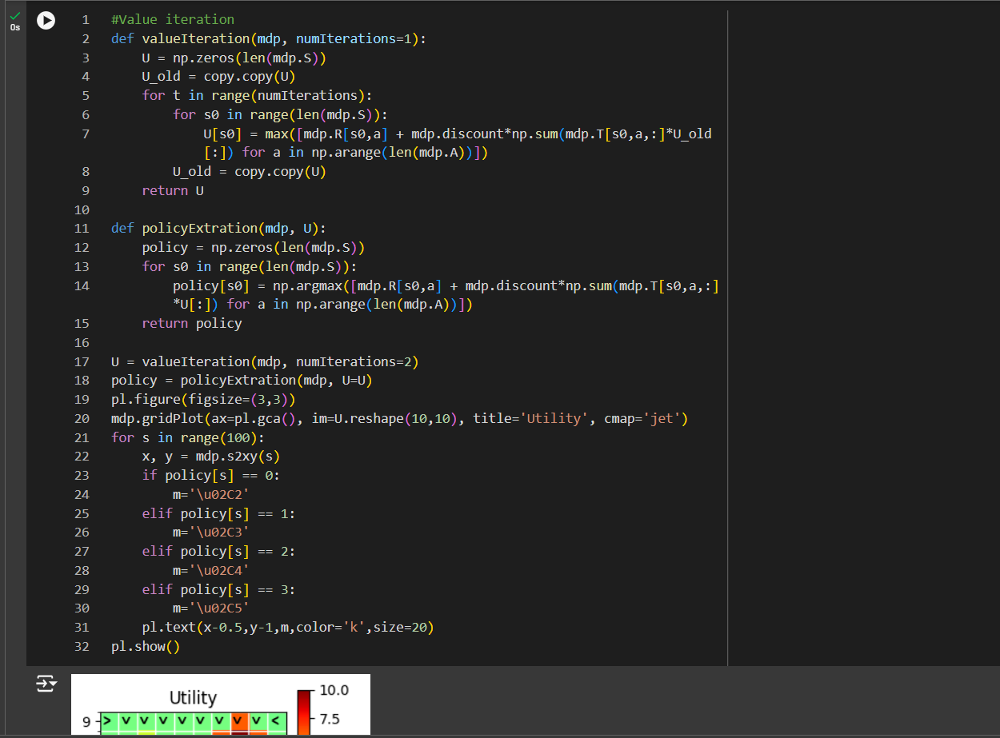 0s
1 #Value iteration
2 def valueIteration(mdp, numIterations=1):
3 U = np.zeros(len(mdp.S))
4 U_old = copy.copy(U)
5 for t in range(numIterations):
6 for s0 in range(len(mdp.S)):
7 U[s0] = max([mdp.R[s0,a] + mdp.discount*np.sum(mdp.T[s0,a,:]*U_old
[:]) for a in np.arange(len(mdp.A))])
8 U_old = copy.copy(U)
9 return U
10
11 def policyExtration(mdp, U):
12 policy = np.zeros(len(mdp.S))
13 for s0 in range(len(mdp.S)):
14 policy[s0] = np.argmax([mdp.R[s0,a] + mdp.discount*np.sum(mdp.T[s0,a,:]
*U[:]) for a in np.arange(len(mdp.A))])
15 return policy
16
17 U = valueIteration(mdp, numIterations=2)
18 policy = policyExtration(mdp, U=U)
19 pl.figure(figsize=(3,3))
20 mdp.gridPlot(ax=pl.gca(), im=U.reshape(10,10), title='Utility', cmap='jet')
21 for s in range(100):
22 x, y = mdp.s2xy(s)
23 if policy[s] == 0:
24 m='\u02C2'
25 elif policy[s] == 1:
26 m='\u02C3'
27 elif policy[s] == 2:
28 m='\u02C4'
29 elif policy[s] == 3:
30 m='\u02C5'
31 pl.text(x-0.5,y-1,m,color='k',size=20)
32 pl.show()
Utility
10.0
9 > v v v v v v v v <
7.5